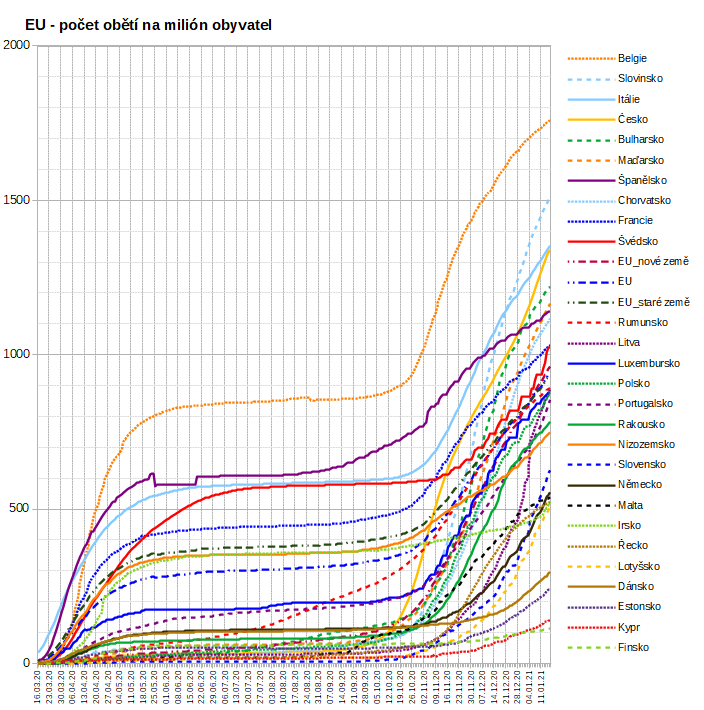 EU - počet obětí na milión obyvatel
2000
1500
1000
500
0
16.03.20
23.03.20
30.03.20
06.04.20
13.04.20
20.04.20
27.04.20
04.05.20
11.05.20
18.05.20
25.05.20
01.06.20
08.06.20
15.06.20
22.06.20
29.06.20
06.07.20
13.07.20
20.07.20
27.07.20
03.08.20
10.08.20
17.08.20
24.08.20
31.08.20
07.09.20
14.09.20
21.09.20
28.09.20
05.10.20
12.10.20
19.10.20
26.10.20
02.11.20
09.11.20
16.11.20
23.11.20
30.11.20
07.12.20
14.12.20
21.12.20
28.12.20
04.01.21
11.01.21
Belgie
Slovinsko
Itálie
Česko
Bulharsko
Maďarsko
Španělsko
Chorvatsko
Francie
Švédsko
EU_nové země
EU
EU_staré země
Rumunsko
Litva
Luxembursko
Polsko
Portugalsko
Rakousko
Nizozemsko
Slovensko
Německo
Malta
Irsko
Řecko
Lotyšsko
Dánsko
Estonsko
Kypr
Finsko